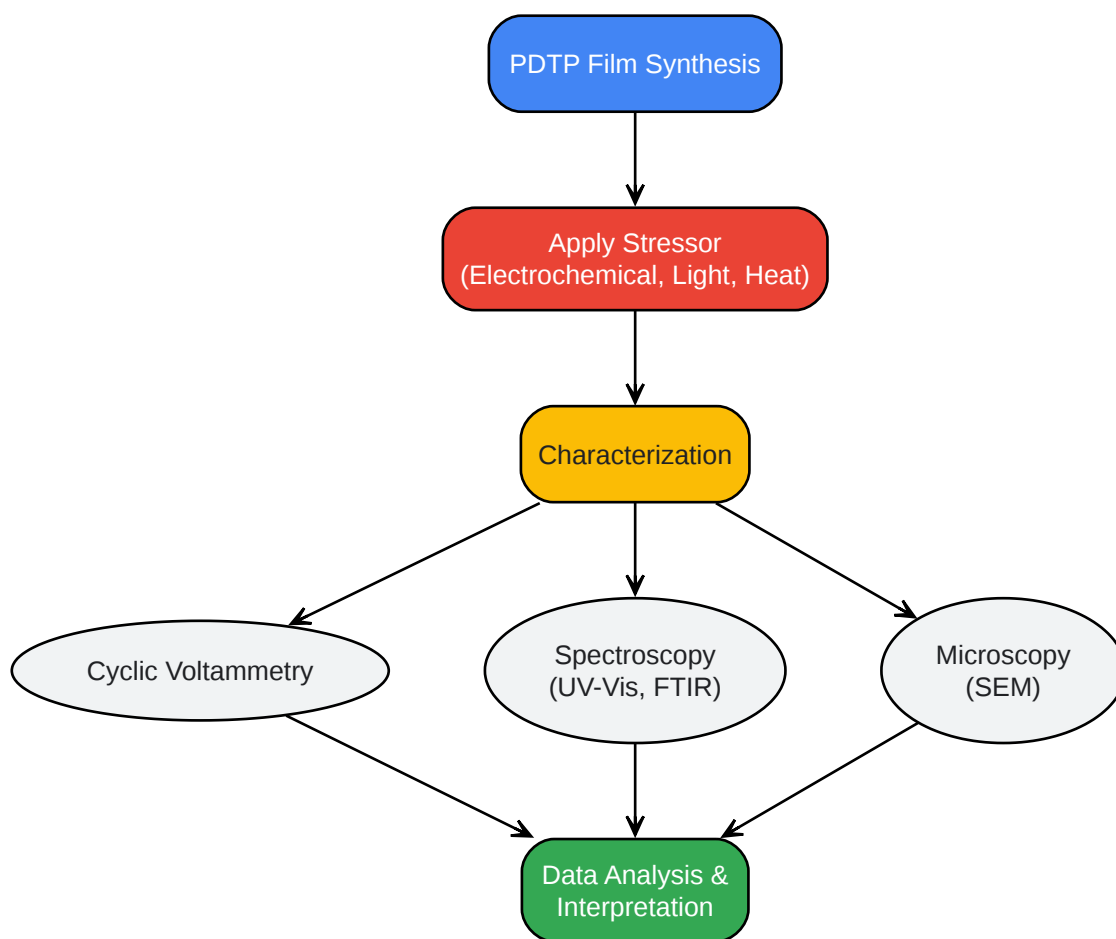 PDTP Film Synthesis
Apply Stressor
(Electrochemical, Light, Heat)
Characterization
Cyclic Voltammetry
Spectroscopy
(UV-Vis, FTIR)
Microscopy
(SEM)
Data Analysis &
Interpretation